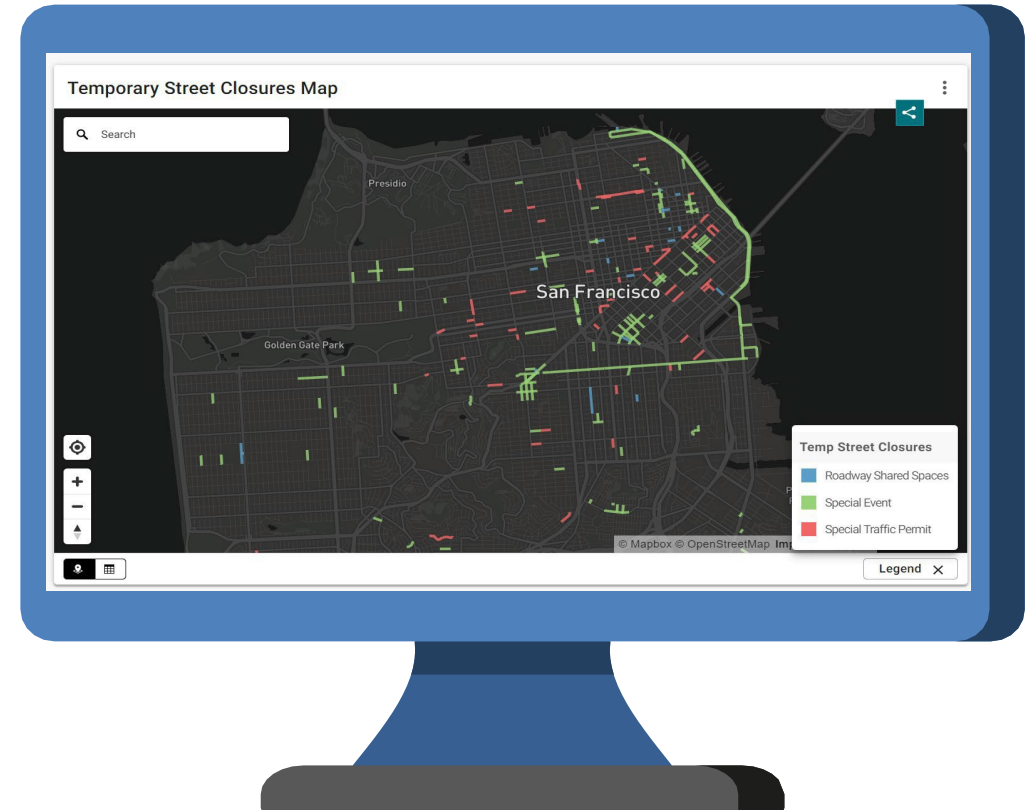 Temporary Street Closures Map
Search
Presidio
San Francisco
Golden Gate Park
Temp Street Closures
Roadway Shared Spaces
Special Event
Special Traffic Permit
© Mapbox © OpenStreetMap
Legend